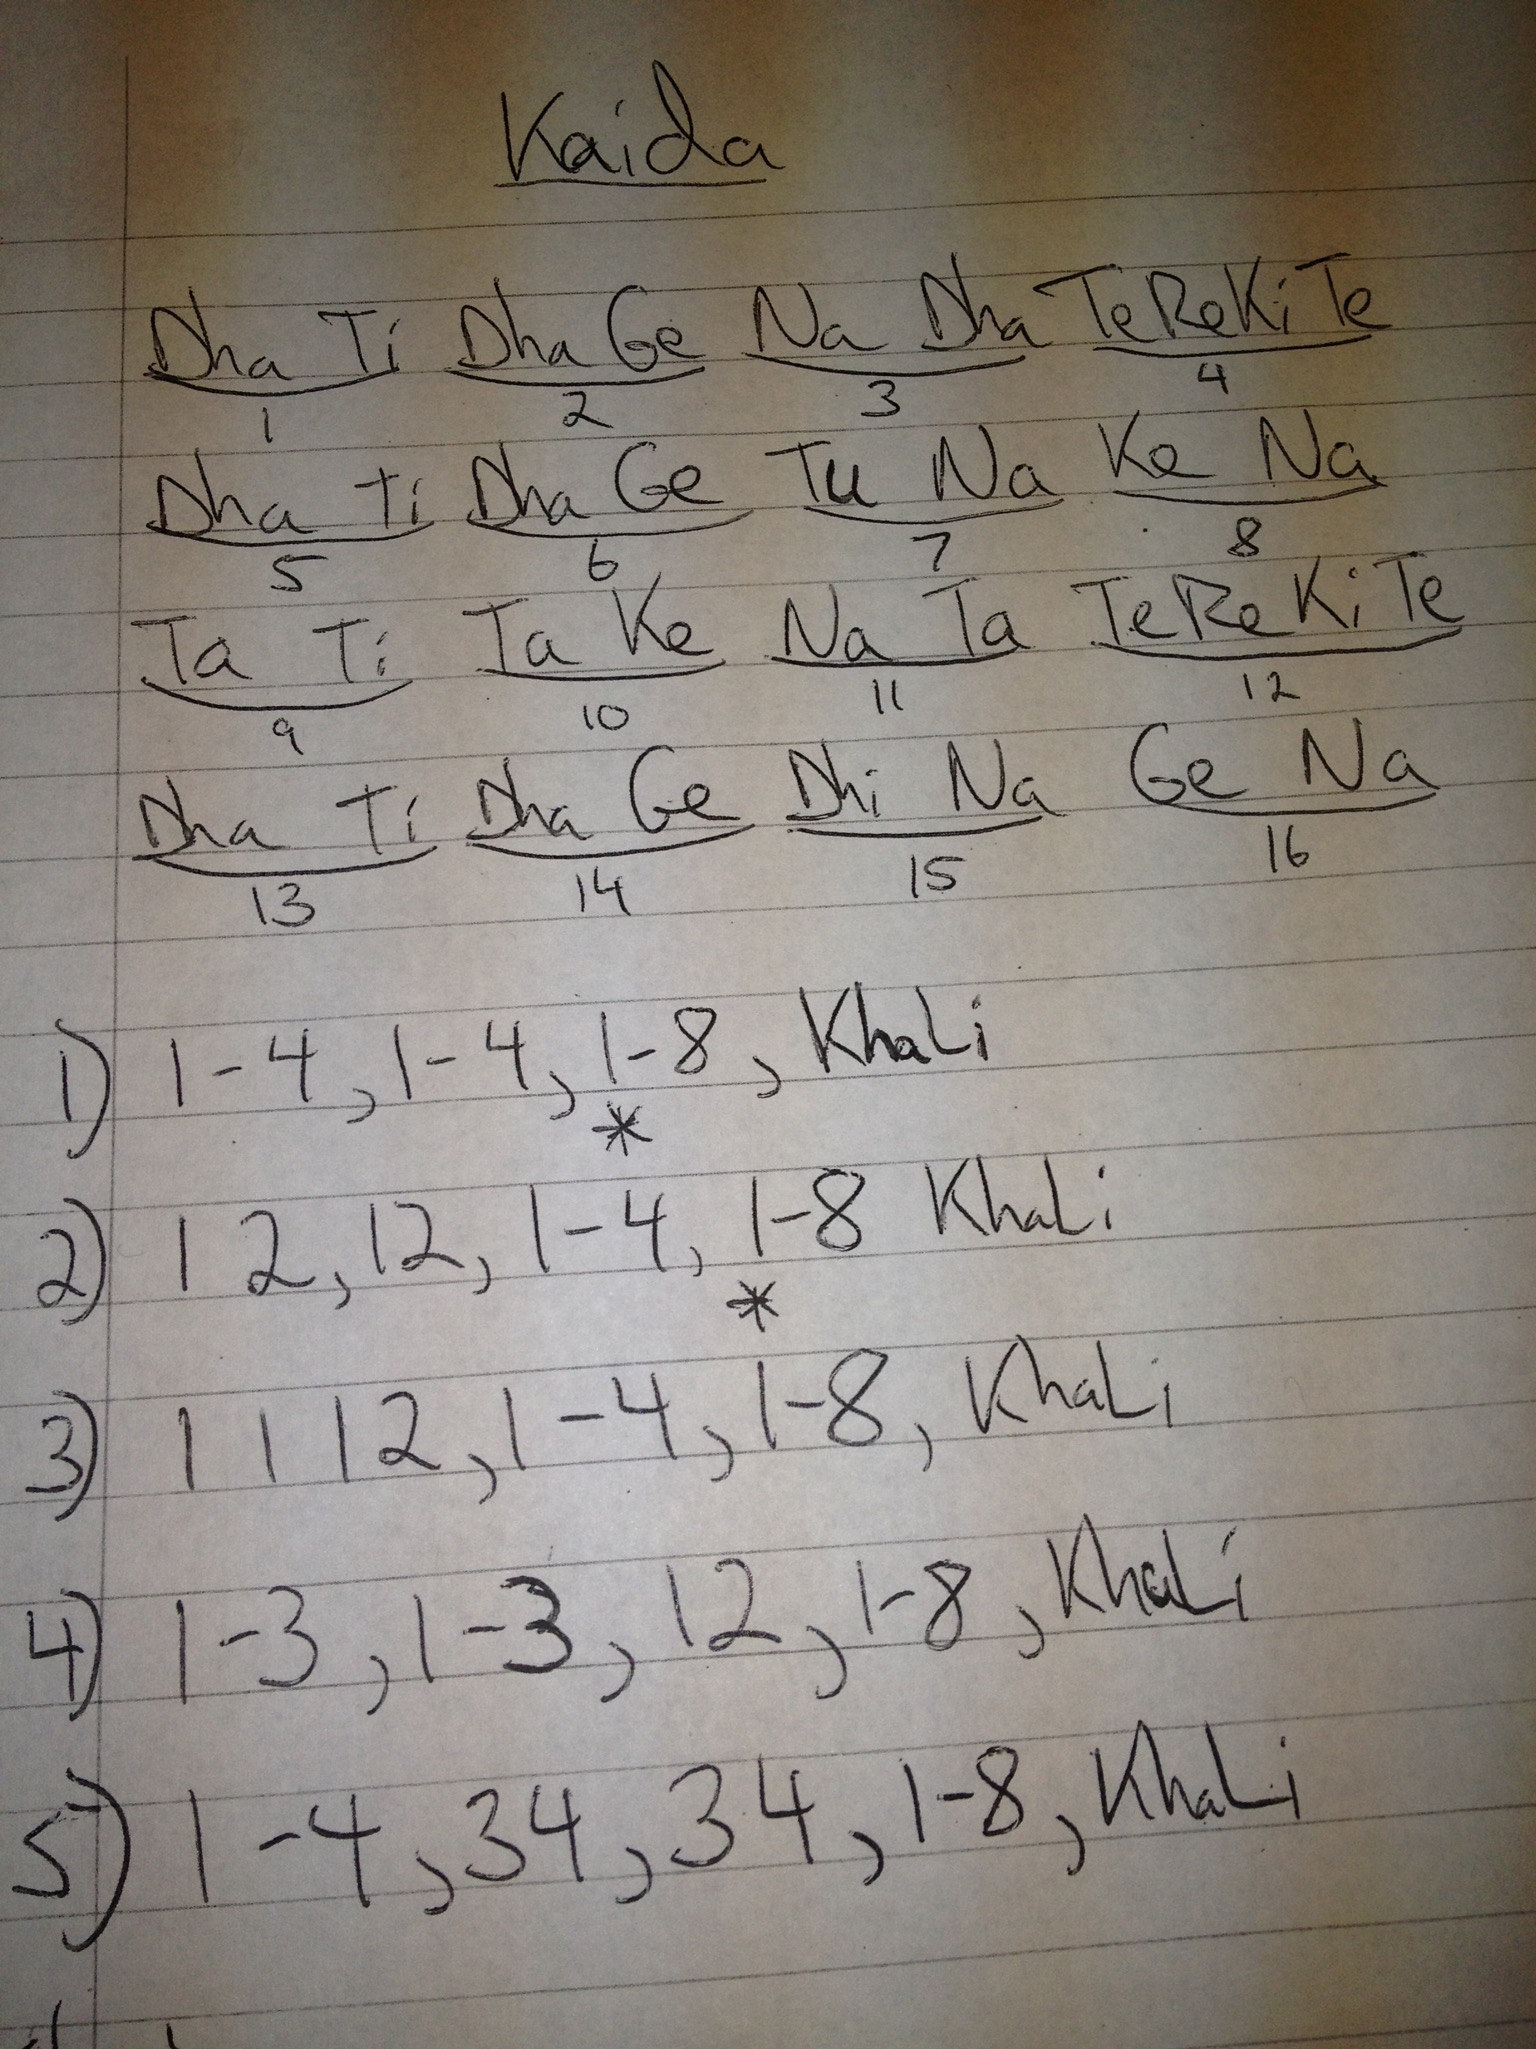 Kaida
Dha Ti Dha Ge Na Dha TeReKiTe
1 2 3 4
Dha Ti Dha Ge Tu Na Ke Na
5 6 7 8
Ta Ti Ta Ke Na Ta TeReKiTe
9 10 11 12
Dha Ti Dha Ge Dhi Na Ge Na
13 14 15 16
1) 1-4, 1-4, 1-8, KhaLi
*
2) 12, 12, 1-4, 1-8 KhaLi
*
3) 1 1 12, 1-4, 1-8, KhaLi
4) 1-3, 1-3, 12, 1-8, KhaLi
5) 1-4, 34, 34, 1-8, KhaLi